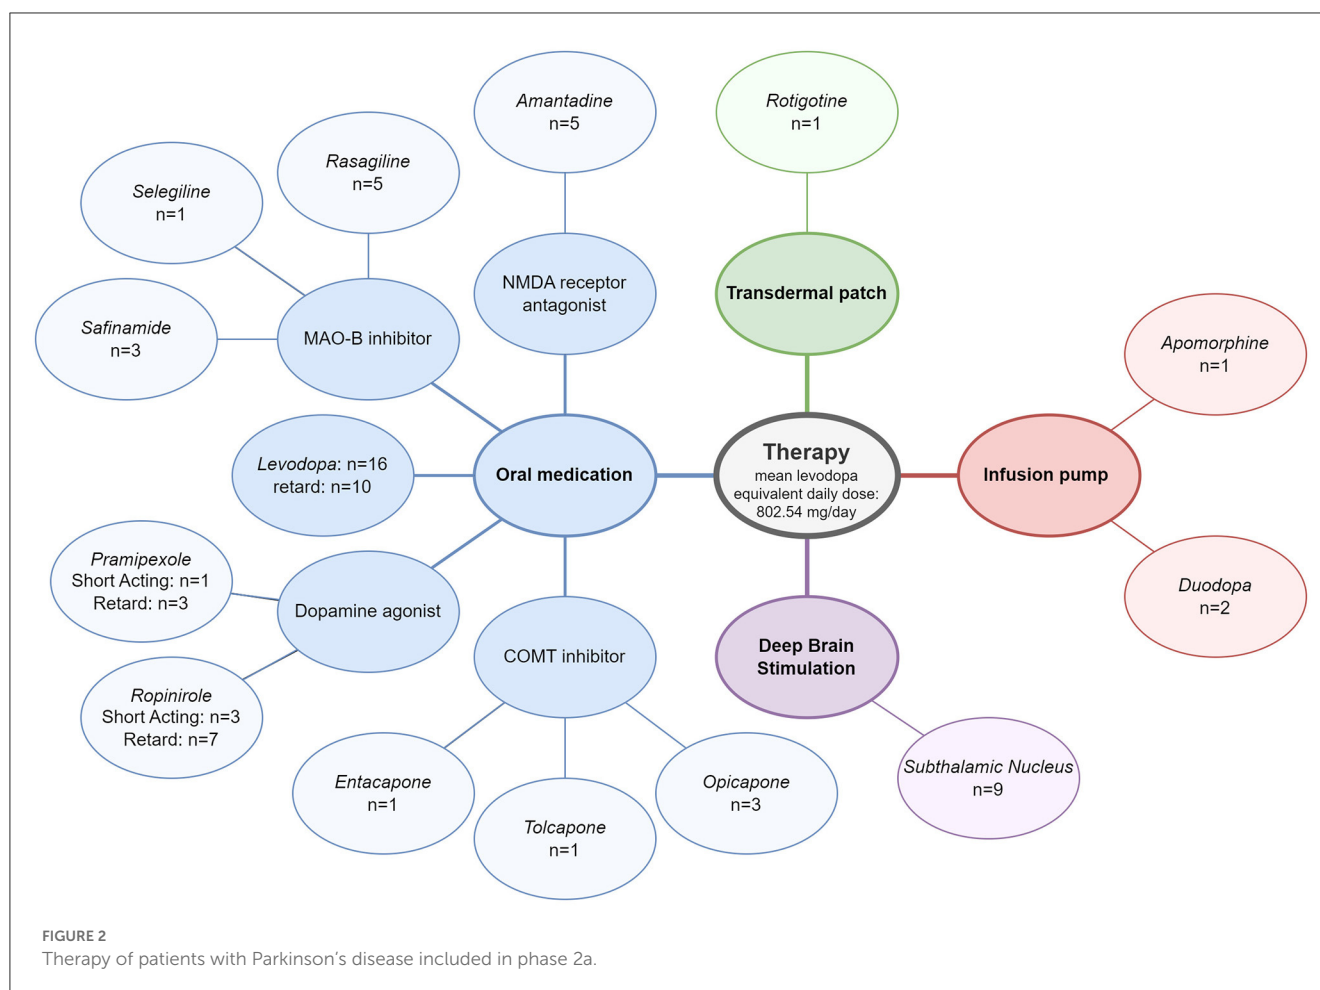 Amantadine
n=5
Rotigotine
n=1
Rasagiline
n=5
Selegiline
n=1
NMDA receptor
antagonist
Transdermal patch
Safinamide
n=3
MAO-B inhibitor
Apomorphine
n=1
Levodopa: n=16
retard: n=10
Oral medication
Therapy
mean levodopa
equivalent daily dose:
802.54 mg/day
Infusion pump
Pramipexole
Short Acting: n=1
Retard: n=3
Dopamine agonist
Duodopa
n=2
COMT inhibitor
Deep Brain
Stimulation
Ropinirole
Short Acting: n=3
Retard: n=7
Entacapone
n=1
Tolcapone
n=1
Opicapone
n=3
Subthalamic Nucleus
n=9
FIGURE 2
Therapy of patients with Parkinson's disease included in phase 2a.